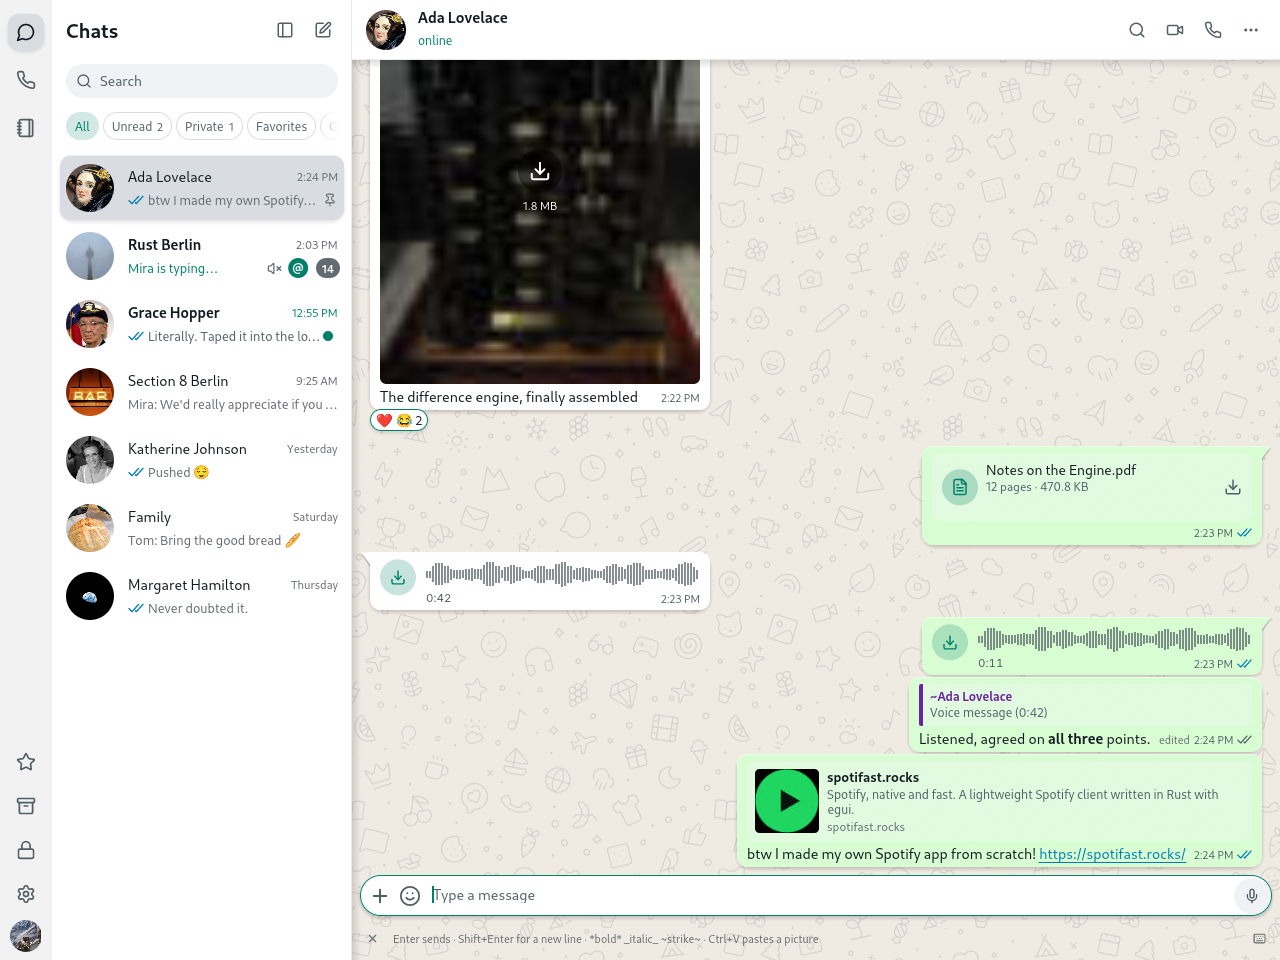 Chats
Search
All
Unread 2
Private 1
Favorites
Ada Lovelace
2:24 PM
btw I made my own Spotify…
Rust Berlin
2:03 PM
Mira is typing…
@
14
Grace Hopper
12:55 PM
Literally. Taped it into the lo…
Section 8 Berlin
9:25 AM
Mira: We'd really appreciate if you …
BAR
Katherine Johnson
Yesterday
Pushed 😌
Family
Saturday
Tom: Bring the good bread 🥖
Margaret Hamilton
Thursday
Never doubted it.
Ada Lovelace
online
1.8 MB
The difference engine, finally assembled
2:22 PM
❤️ 😂 2
Notes on the Engine.pdf
12 pages · 470.8 KB
2:23 PM
0:42
2:23 PM
0:11
2:23 PM
~Ada Lovelace
Voice message (0:42)
Listened, agreed on all three points.
edited 2:24 PM
spotifast.rocks
Spotify, native and fast. A lightweight Spotify client written in Rust with
egui.
spotifast.rocks
btw I made my own Spotify app from scratch! https://spotifast.rocks/
2:24 PM
Type a message
Enter sends · Shift+Enter for a new line · *bold* _italic_ ~strike~ · Ctrl+V pastes a picture